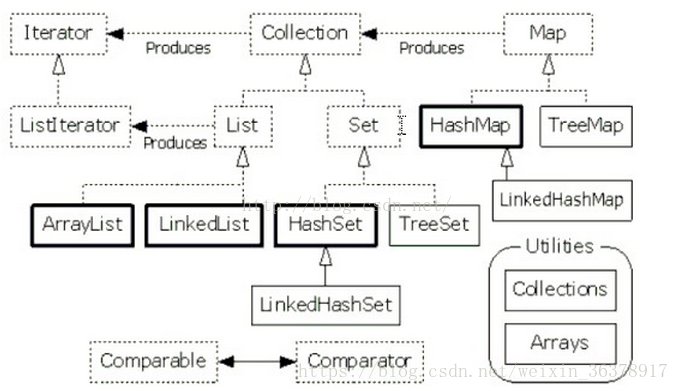 Iterator
Produces
Collection
Produces
Map
ListIterator
Produces
List
Set
HashMap
TreeMap
LinkedHashMap
ArrayList
LinkedList
HashSet
TreeSet
http://blog.csdn.net/
LinkedHashSet
Utilities
Collections
Arrays
Comparable
Comparator
https://blog.csdn.net/weixin_36378917